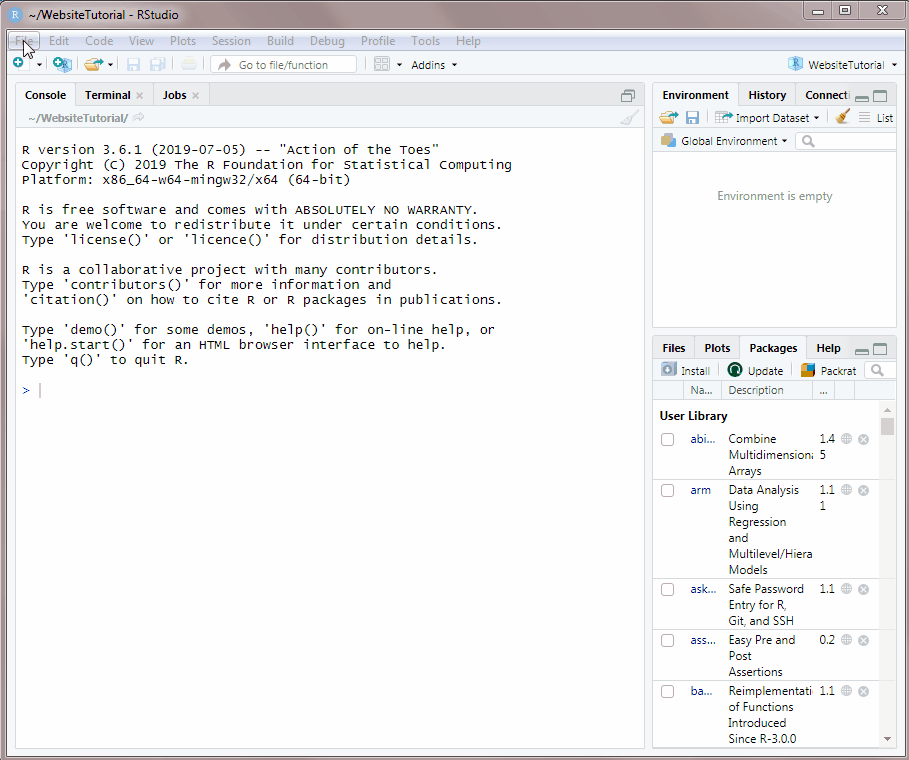 ~/WebsiteTutorial - RStudio
File Edit Code View Plots Session Build Debug Profile Tools Help
Go to file/function Addins WebsiteTutorial
Console Terminal Jobs
~/WebsiteTutorial/
R version 3.6.1 (2019-07-05) -- "Action of the Toes"
Copyright (C) 2019 The R Foundation for Statistical Computing
Platform: x86_64-w64-mingw32/x64 (64-bit)
R is free software and comes with ABSOLUTELY NO WARRANTY.
You are welcome to redistribute it under certain conditions.
Type 'license()' or 'licence()' for distribution details.
R is a collaborative project with many contributors.
Type 'contributors()' for more information and
'citation()' on how to cite R or R packages in publications.
Type 'demo()' for some demos, 'help()' for on-line help, or
'help.start()' for an HTML browser interface to help.
Type 'q()' to quit R.
>
Environment History Connecti
Import Dataset List
Global Environment
Environment is empty
Files Plots Packages Help
Install Update Packrat
Na... Description ...
User Library
abi... Combine 1.4
Multidimensiona 5
Arrays
arm Data Analysis 1.1
Using 1
Regression
and
Multilevel/Hiera
Models
ask... Safe Password 1.1
Entry for R,
Git, and SSH
ass... Easy Pre and 0.2
Post
Assertions
ba... Reimplementati 1.1
of Functions
Introduced
Since R-3.0.0